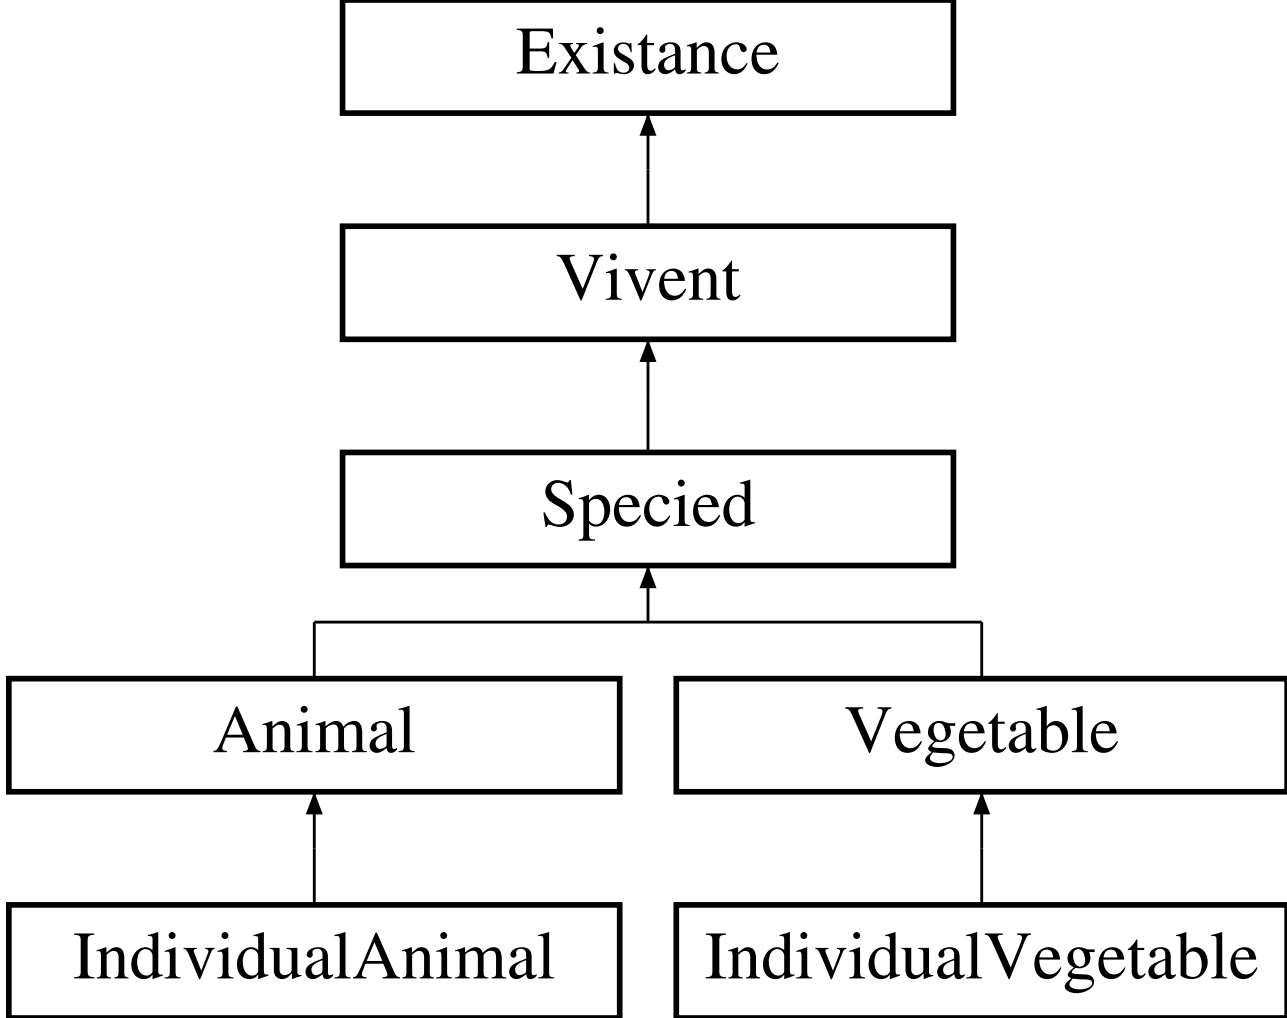 Existance
Vivent
Specied
Animal
Vegetable
IndividualAnimal
IndividualVegetable